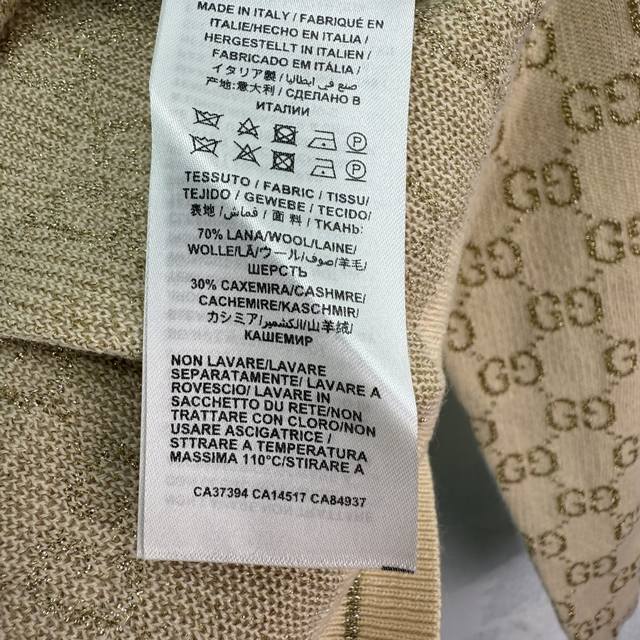 MADE IN ITALY / FABRIQUÉ EN
ITALIE/HECHO EN ITALIA /
HERGESTELLT IN ITALIEN /
FABRICADO EM ITÁLIA /
イタリア製 / صنع في ايطاليا /
产地:意大利 / СДЕЛАНО В
ИТАЛИИ
P
P
TESSUTO / FABRIC / TISSU/
TEJIDO / GEWEBE / TECIDO/
表地 / قماش / 面料 / ТКАНЬ:
70% LANA/WOOL/LAINE/
WOLLE/LÃ/ウール/صوف/羊毛/
ШЕРСТЬ
30% CAXEMIRA/CASHMRE/
CACHEMIRE/KASCHMIR/
カシミア/الكشمير/山羊绒/
КАШЕМИР
NON LAVARE/LAVARE
SEPARATAMENTE/ LAVARE A
ROVESCIO/ LAVARE IN
SACCHETTO DU RETE/NON
TRATTARE CON CLORO/NON
USARE ASCIGATRICE /
STTRARE A TEMPERATURA
MASSIMA 110°C/STIRARE A
CA37394 CA14517 CA84937